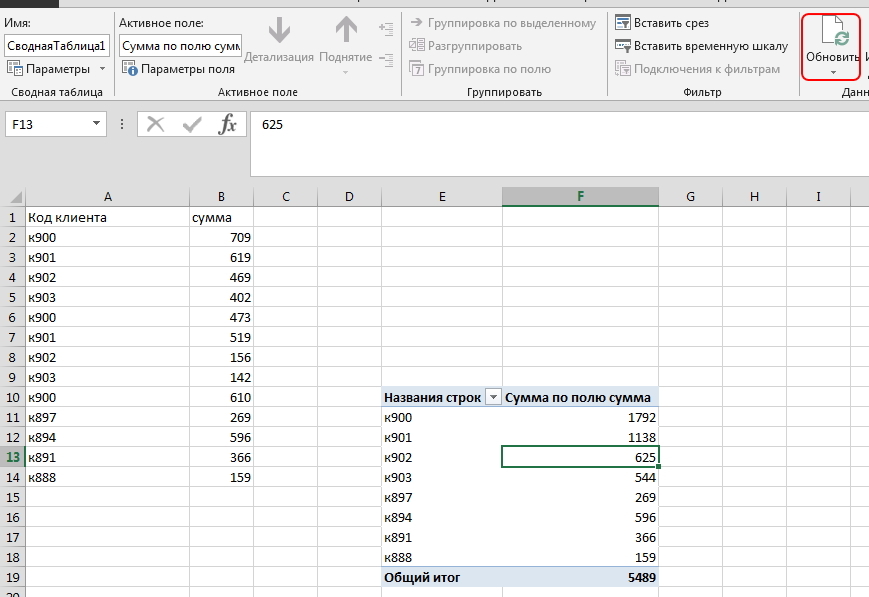 Имя:
СводнаяТаблица1
Параметры
Сводная таблица
Активное поле:
Сумма по полю сумм
Параметры поля
Детализация
Поднятие
Активное поле
Группировка по выделенному
Разгруппировать
Группировка по полю
Группировать
Вставить срез
Вставить временную шкалу
Подключения к фильтрам
Фильтр
Обновить
Данн
F13
fx
625
A B C D E F G H I
1 Код клиента сумма
2 к900 709
3 к901 619
4 к902 469
5 к903 402
6 к900 473
7 к901 519
8 к902 156
9 к903 142
10 к900 610 Названия строк Сумма по полю сумма
11 к897 269 к900 1792
12 к894 596 к901 1138
13 к891 366 к902 625
14 к888 159 к903 544
15 к897 269
16 к894 596
17 к891 366
18 к888 159
19 Общий итог 5489